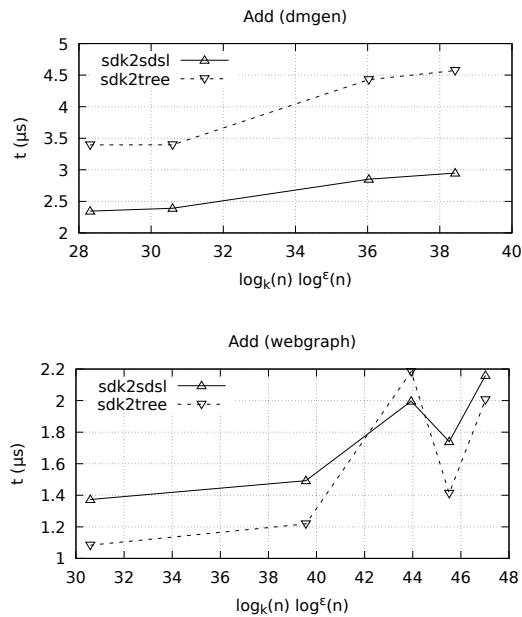 Add (dmgen)
5
4.5
4
3.5
3
2.5
2
t (µs)
sdk2sdsl
sdk2tree
28 30 32 34 36 38 40
logk(n) logε(n)
Add (webgraph)
2.2
2
1.8
1.6
1.4
1.2
1
t (µs)
sdk2sdsl
sdk2tree
30 32 34 36 38 40 42 44 46 48
logk(n) logε(n)